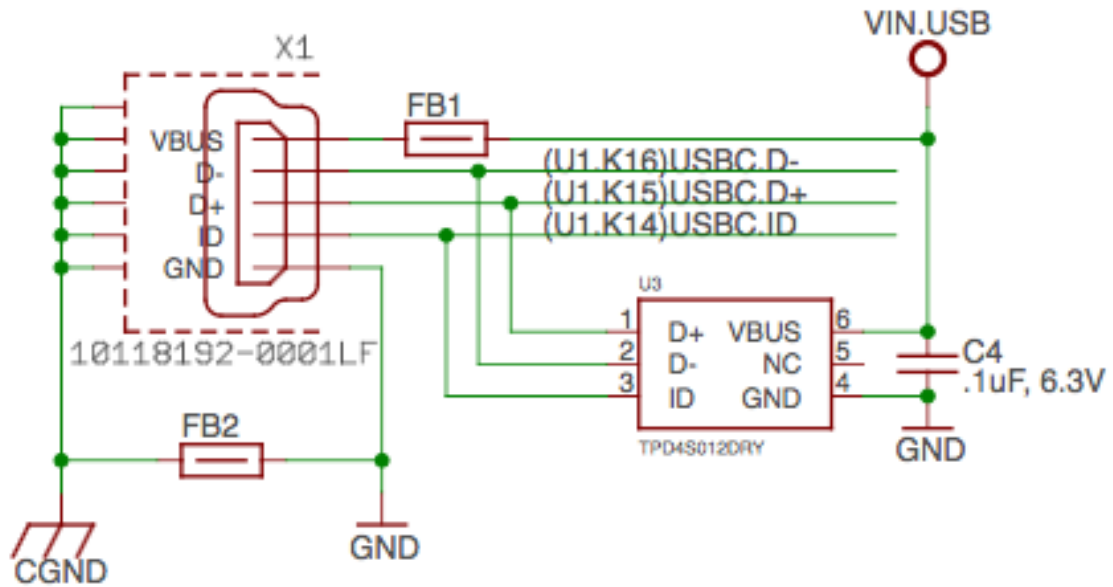 VIN.USB
X1
FB1
VBUS
D-
D+
ID
GND
(U1.K16)USBC.D-
(U1.K15)USBC.D+
(U1.K14)USBC.ID
10118192-0001LF
U3
1 D+ VBUS 6
2 D- NC 5
3 ID GND 4
TPD4S012DRY
C4
.1uF, 6.3V
GND
FB2
CGND
GND